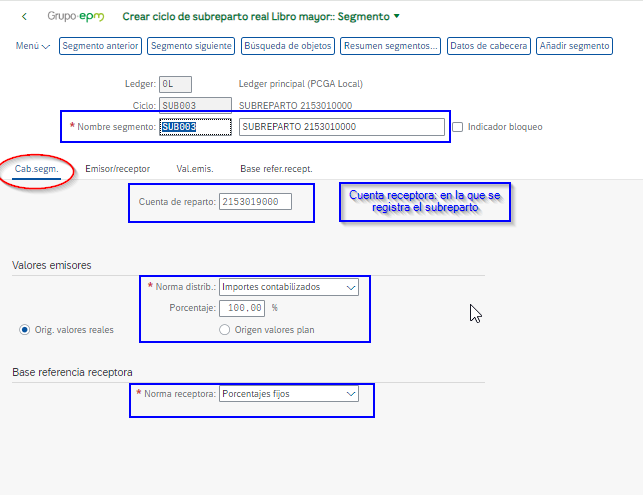 Grupo·epm
Crear ciclo de subreparto real Libro mayor:: Segmento
Menú
Segmento anterior
Segmento siguiente
Búsqueda de objetos
Resumen segmentos...
Datos de cabecera
Añadir segmento
Ledger: 0L Ledger principal (PCGA Local)
Ciclo: SUB003 SUBREPARTO 2153010000
* Nombre segmento: SUB003 SUBREPARTO 2153010000 Indicador bloqueo
Cab.segm. Emisor/receptor Val.emis. Base refer.recept.
Cuenta de reparto: 2153019000
Cuenta receptora: en la que se
registra el subreparto
Valores emisores
* Norma distrib.: Importes contabilizados
Porcentaje: 100,00 %
Orig. valores reales Origen valores plan
Base referencia receptora
* Norma receptora: Porcentajes fijos